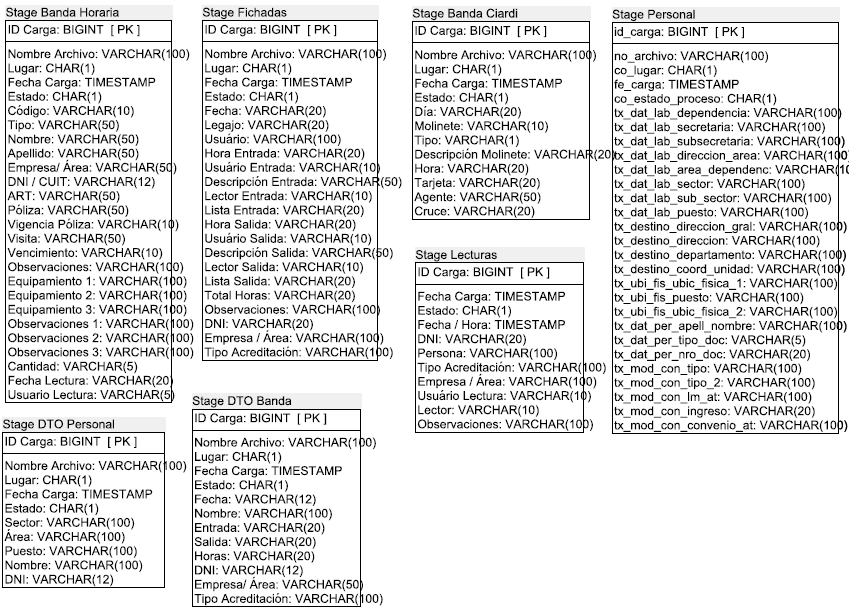 Stage Banda Horaria
ID Carga: BIGINT [ PK ]
Nombre Archivo: VARCHAR(100)
Lugar: CHAR(1)
Fecha Carga: TIMESTAMP
Estado: CHAR(1)
Código: VARCHAR(10)
Tipo: VARCHAR(50)
Nombre: VARCHAR(50)
Apellido: VARCHAR(50)
Empresa/ Área: VARCHAR(50)
DNI / CUIT: VARCHAR(12)
ART: VARCHAR(50)
Póliza: VARCHAR(50)
Vigencia Póliza: VARCHAR(10)
Visita: VARCHAR(50)
Vencimiento: VARCHAR(10)
Observaciones: VARCHAR(100)
Equipamiento 1: VARCHAR(100)
Equipamiento 2: VARCHAR(100)
Equipamiento 3: VARCHAR(100)
Observaciones 1: VARCHAR(100)
Observaciones 2: VARCHAR(100)
Observaciones 3: VARCHAR(100)
Cantidad: VARCHAR(5)
Fecha Lectura: VARCHAR(20)
Usuario Lectura: VARCHAR(5)
Stage Fichadas
ID Carga: BIGINT [ PK ]
Nombre Archivo: VARCHAR(100)
Lugar: CHAR(1)
Fecha Carga: TIMESTAMP
Estado: CHAR(1)
Fecha: VARCHAR(20)
Legajo: VARCHAR(20)
Usuário: VARCHAR(100)
Hora Entrada: VARCHAR(20)
Usuário Entrada: VARCHAR(10)
Descripción Entrada: VARCHAR(50)
Lector Entrada: VARCHAR(10)
Lista Entrada: VARCHAR(20)
Hora Salida: VARCHAR(20)
Usuário Salida: VARCHAR(10)
Descripción Salida: VARCHAR(50)
Lector Salida: VARCHAR(10)
Lista Salida: VARCHAR(20)
Total Horas: VARCHAR(20)
Observaciones: VARCHAR(100)
DNI: VARCHAR(20)
Empresa / Área: VARCHAR(100)
Tipo Acreditación: VARCHAR(100)
Stage Banda Ciardi
ID Carga: BIGINT [ PK ]
Nombre Archivo: VARCHAR(100)
Lugar: CHAR(1)
Fecha Carga: TIMESTAMP
Estado: CHAR(1)
Día: VARCHAR(20)
Molinete: VARCHAR(10)
Tipo: VARCHAR(1)
Descripción Molinete: VARCHAR(20)
Hora: VARCHAR(20)
Tarjeta: VARCHAR(20)
Agente: VARCHAR(50)
Cruce: VARCHAR(20)
Stage Personal
id_carga: BIGINT [ PK ]
no_archivo: VARCHAR(100)
co_lugar: CHAR(1)
fe_carga: TIMESTAMP
co_estado_proceso: CHAR(1)
tx_dat_lab_dependencia: VARCHAR(100)
tx_dat_lab_secretaria: VARCHAR(100)
tx_dat_lab_subsecretaria: VARCHAR(100)
tx_dat_lab_direccion_area: VARCHAR(100)
tx_dat_lab_area_dependenc: VARCHAR(10
tx_dat_lab_sector: VARCHAR(100)
tx_dat_lab_sub_sector: VARCHAR(100)
tx_dat_lab_puesto: VARCHAR(100)
tx_destino_direccion_gral: VARCHAR(100)
tx_destino_direccion: VARCHAR(100)
tx_destino_departamento: VARCHAR(100)
tx_destino_coord_unidad: VARCHAR(100)
tx_ubi_fis_ubic_fisica_1: VARCHAR(100)
tx_ubi_fis_puesto: VARCHAR(100)
tx_ubi_fis_ubic_fisica_2: VARCHAR(100)
tx_dat_per_apell_nombre: VARCHAR(100)
tx_dat_per_tipo_doc: VARCHAR(5)
tx_dat_per_nro_doc: VARCHAR(20)
tx_mod_con_tipo: VARCHAR(100)
tx_mod_con_tipo_2: VARCHAR(100)
tx_mod_con_lm_at: VARCHAR(100)
tx_mod_con_ingreso: VARCHAR(20)
tx_mod_con_convenio_at: VARCHAR(100)
Stage Lecturas
ID Carga: BIGINT [ PK ]
Fecha Carga: TIMESTAMP
Estado: CHAR(1)
Fecha / Hora: TIMESTAMP
DNI: VARCHAR(20)
Persona: VARCHAR(100)
Tipo Acreditación: VARCHAR(100)
Empresa / Área: VARCHAR(100)
Usuário Lectura: VARCHAR(10)
Lector: VARCHAR(10)
Observaciones: VARCHAR(100)
Stage DTO Personal
ID Carga: BIGINT [ PK ]
Nombre Archivo: VARCHAR(100)
Lugar: CHAR(1)
Fecha Carga: TIMESTAMP
Estado: CHAR(1)
Sector: VARCHAR(100)
Área: VARCHAR(100)
Puesto: VARCHAR(100)
Nombre: VARCHAR(100)
DNI: VARCHAR(12)
Stage DTO Banda
ID Carga: BIGINT [ PK ]
Nombre Archivo: VARCHAR(100)
Lugar: CHAR(1)
Fecha Carga: TIMESTAMP
Estado: CHAR(1)
Fecha: VARCHAR(12)
Nombre: VARCHAR(100)
Entrada: VARCHAR(20)
Salida: VARCHAR(20)
Horas: VARCHAR(20)
DNI: VARCHAR(12)
Empresa/ Área: VARCHAR(50)
Tipo Acreditación: VARCHAR(100)